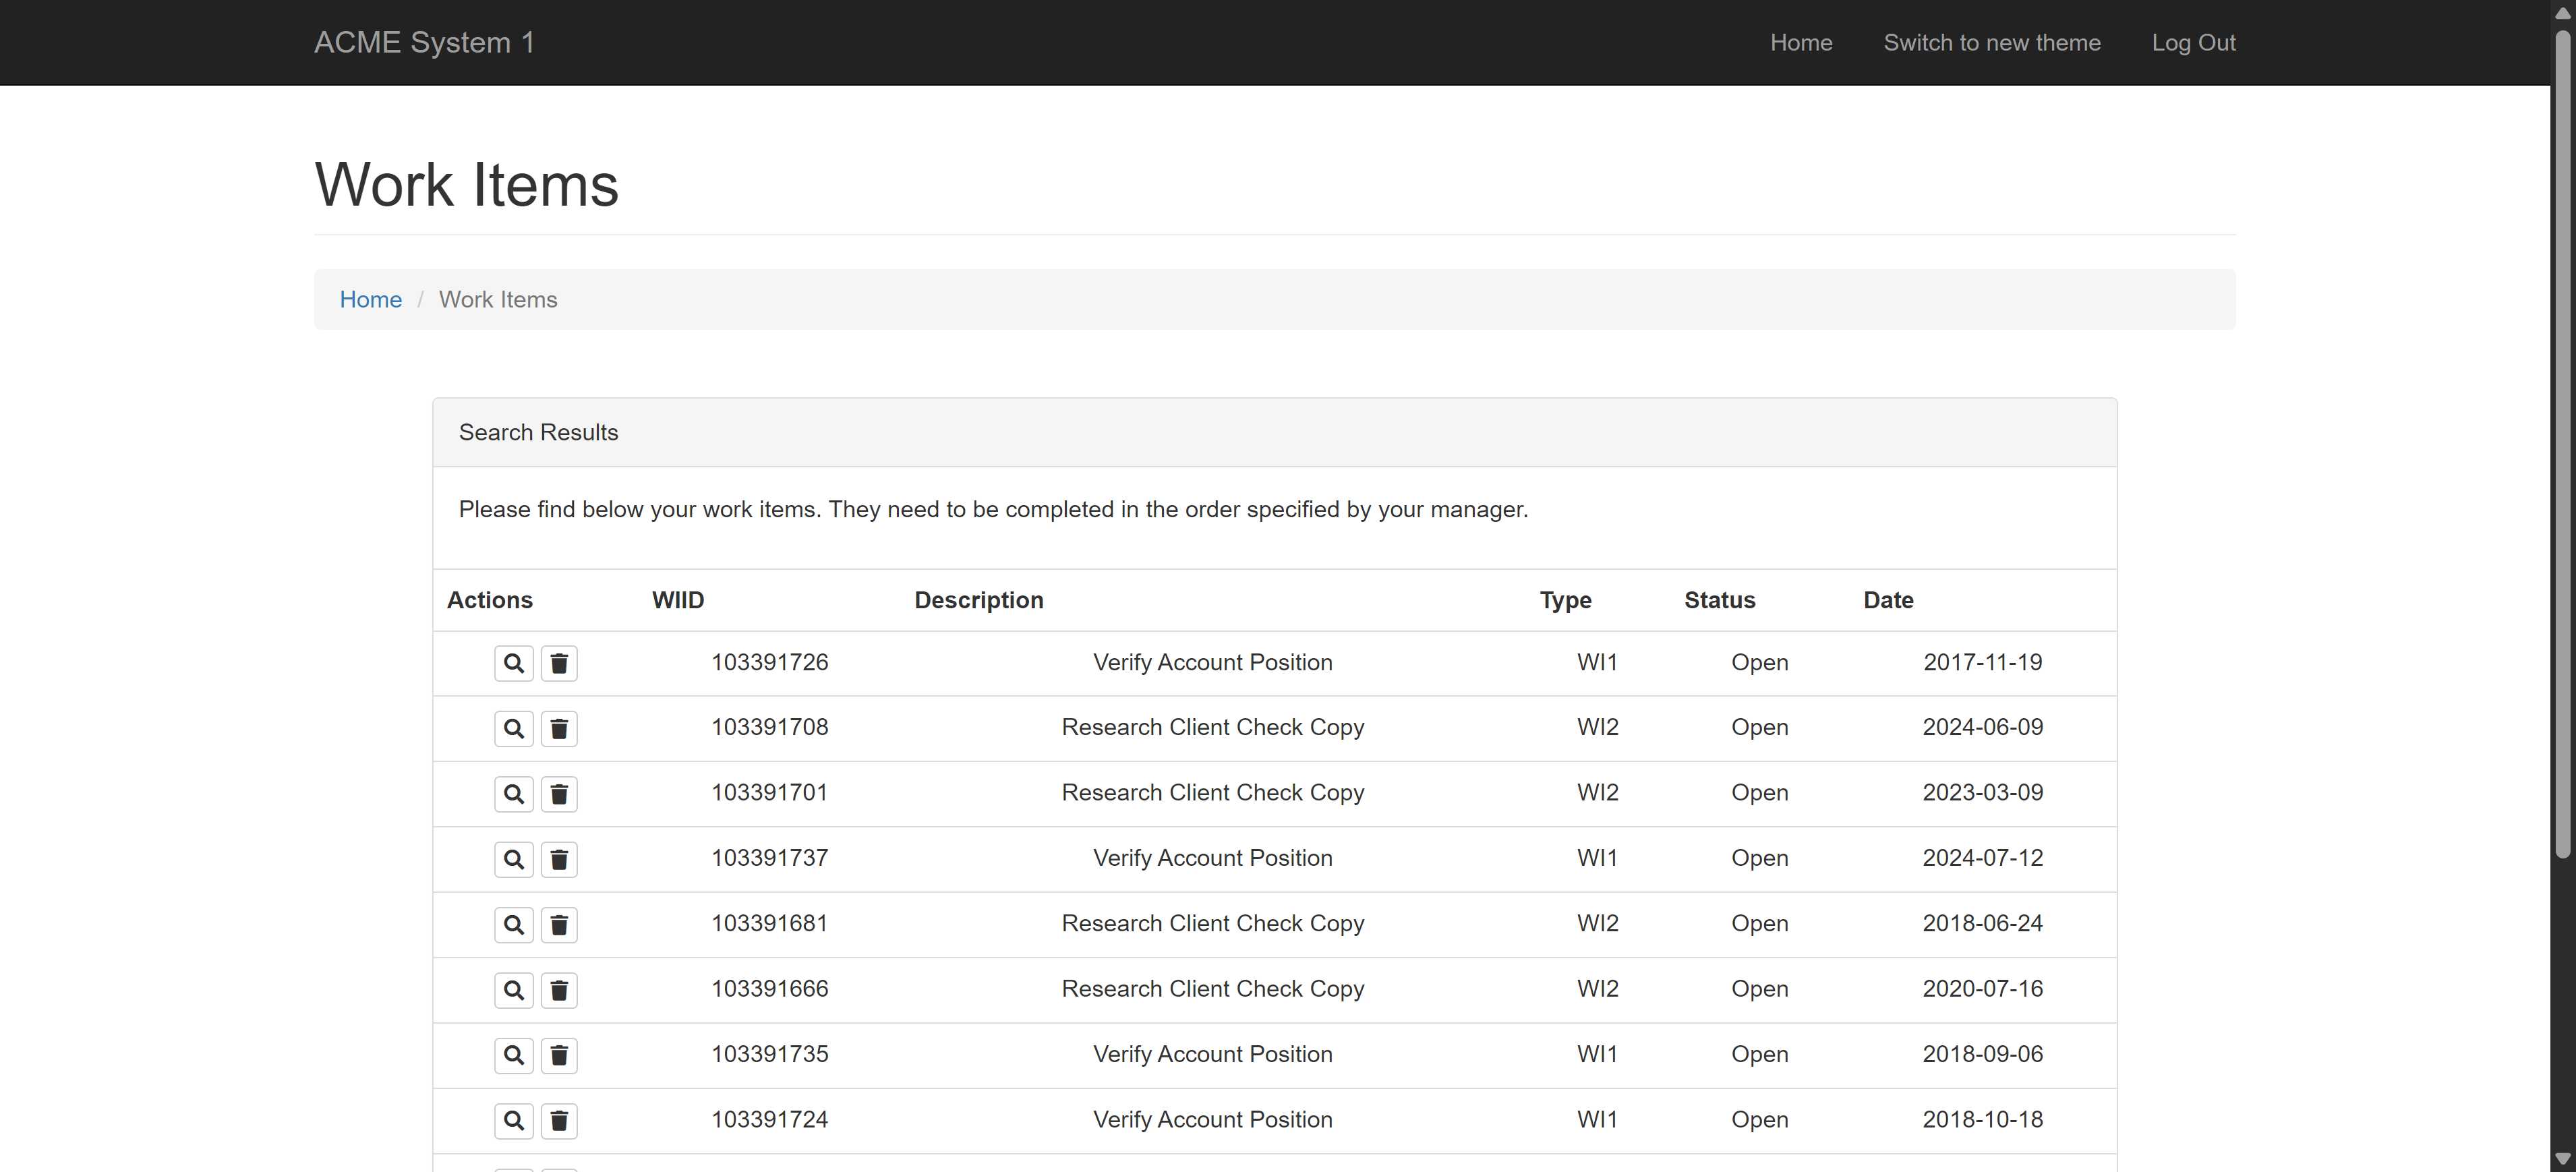 ACME System 1 Home Switch to new theme Log Out
Work Items
Home / Work Items
Search Results
Please find below your work items. They need to be completed in the order specified by your manager.
Actions WIID Description Type Status Date
103391726 Verify Account Position WI1 Open 2017-11-19
103391708 Research Client Check Copy WI2 Open 2024-06-09
103391701 Research Client Check Copy WI2 Open 2023-03-09
103391737 Verify Account Position WI1 Open 2024-07-12
103391681 Research Client Check Copy WI2 Open 2018-06-24
103391666 Research Client Check Copy WI2 Open 2020-07-16
103391735 Verify Account Position WI1 Open 2018-09-06
103391724 Verify Account Position WI1 Open 2018-10-18